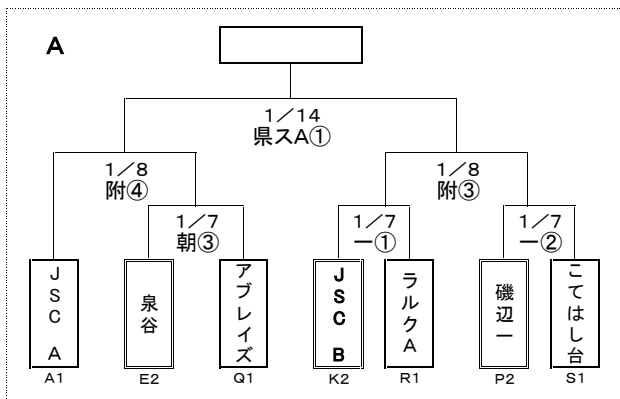 A
1／14
県スA①
1／8
附④
1／8
附③
1／7
朝③
1／7
一①
1／7
一②
JSC A
泉谷
アブレイズ
JSC B
ラルクA
磯辺一
こてはし台
A1
E2
Q1
K2
R1
P2
S1